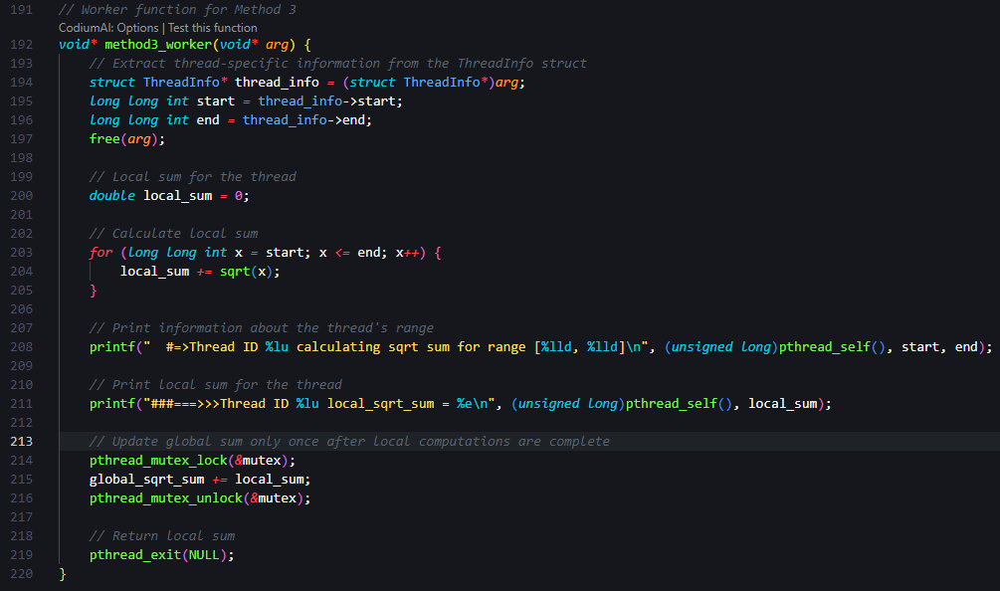 191 // Worker function for Method 3
CodiumAI: Options | Test this function
192 void* method3_worker(void* arg) {
193     // Extract thread-specific information from the ThreadInfo struct
194     struct ThreadInfo* thread_info = (struct ThreadInfo*)arg;
195     long long int start = thread_info->start;
196     long long int end = thread_info->end;
197     free(arg);
198
199     // Local sum for the thread
200     double local_sum = 0;
201
202     // Calculate local sum
203     for (long long int x = start; x <= end; x++) {
204         local_sum += sqrt(x);
205     }
206
207     // Print information about the thread's range
208     printf("  #=>Thread ID %lu calculating sqrt sum for range [%lld, %lld]\n", (unsigned long)pthread_self(), start, end);
209
210     // Print local sum for the thread
211     printf("###===>>>Thread ID %lu local_sqrt_sum = %e\n", (unsigned long)pthread_self(), local_sum);
212
213     // Update global sum only once after local computations are complete
214     pthread_mutex_lock(&mutex);
215     global_sqrt_sum += local_sum;
216     pthread_mutex_unlock(&mutex);
217
218     // Return local sum
219     pthread_exit(NULL);
220 }